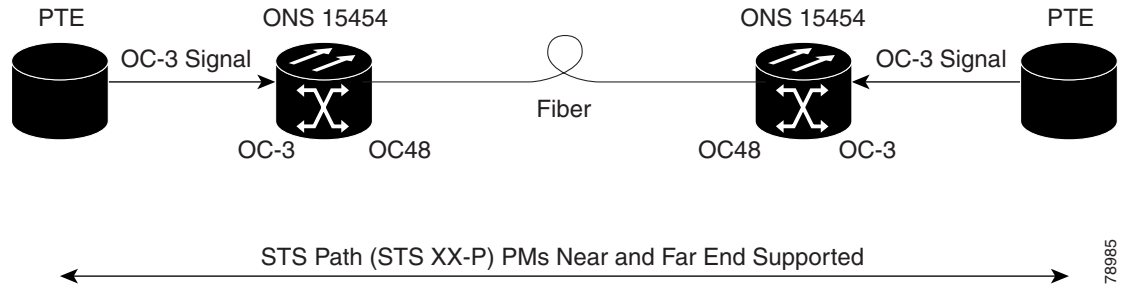 PTE
ONS 15454
ONS 15454
PTE
OC-3 Signal
OC-3 Signal
Fiber
OC-3
OC48
OC48
OC-3
STS Path (STS XX-P) PMs Near and Far End Supported
78985